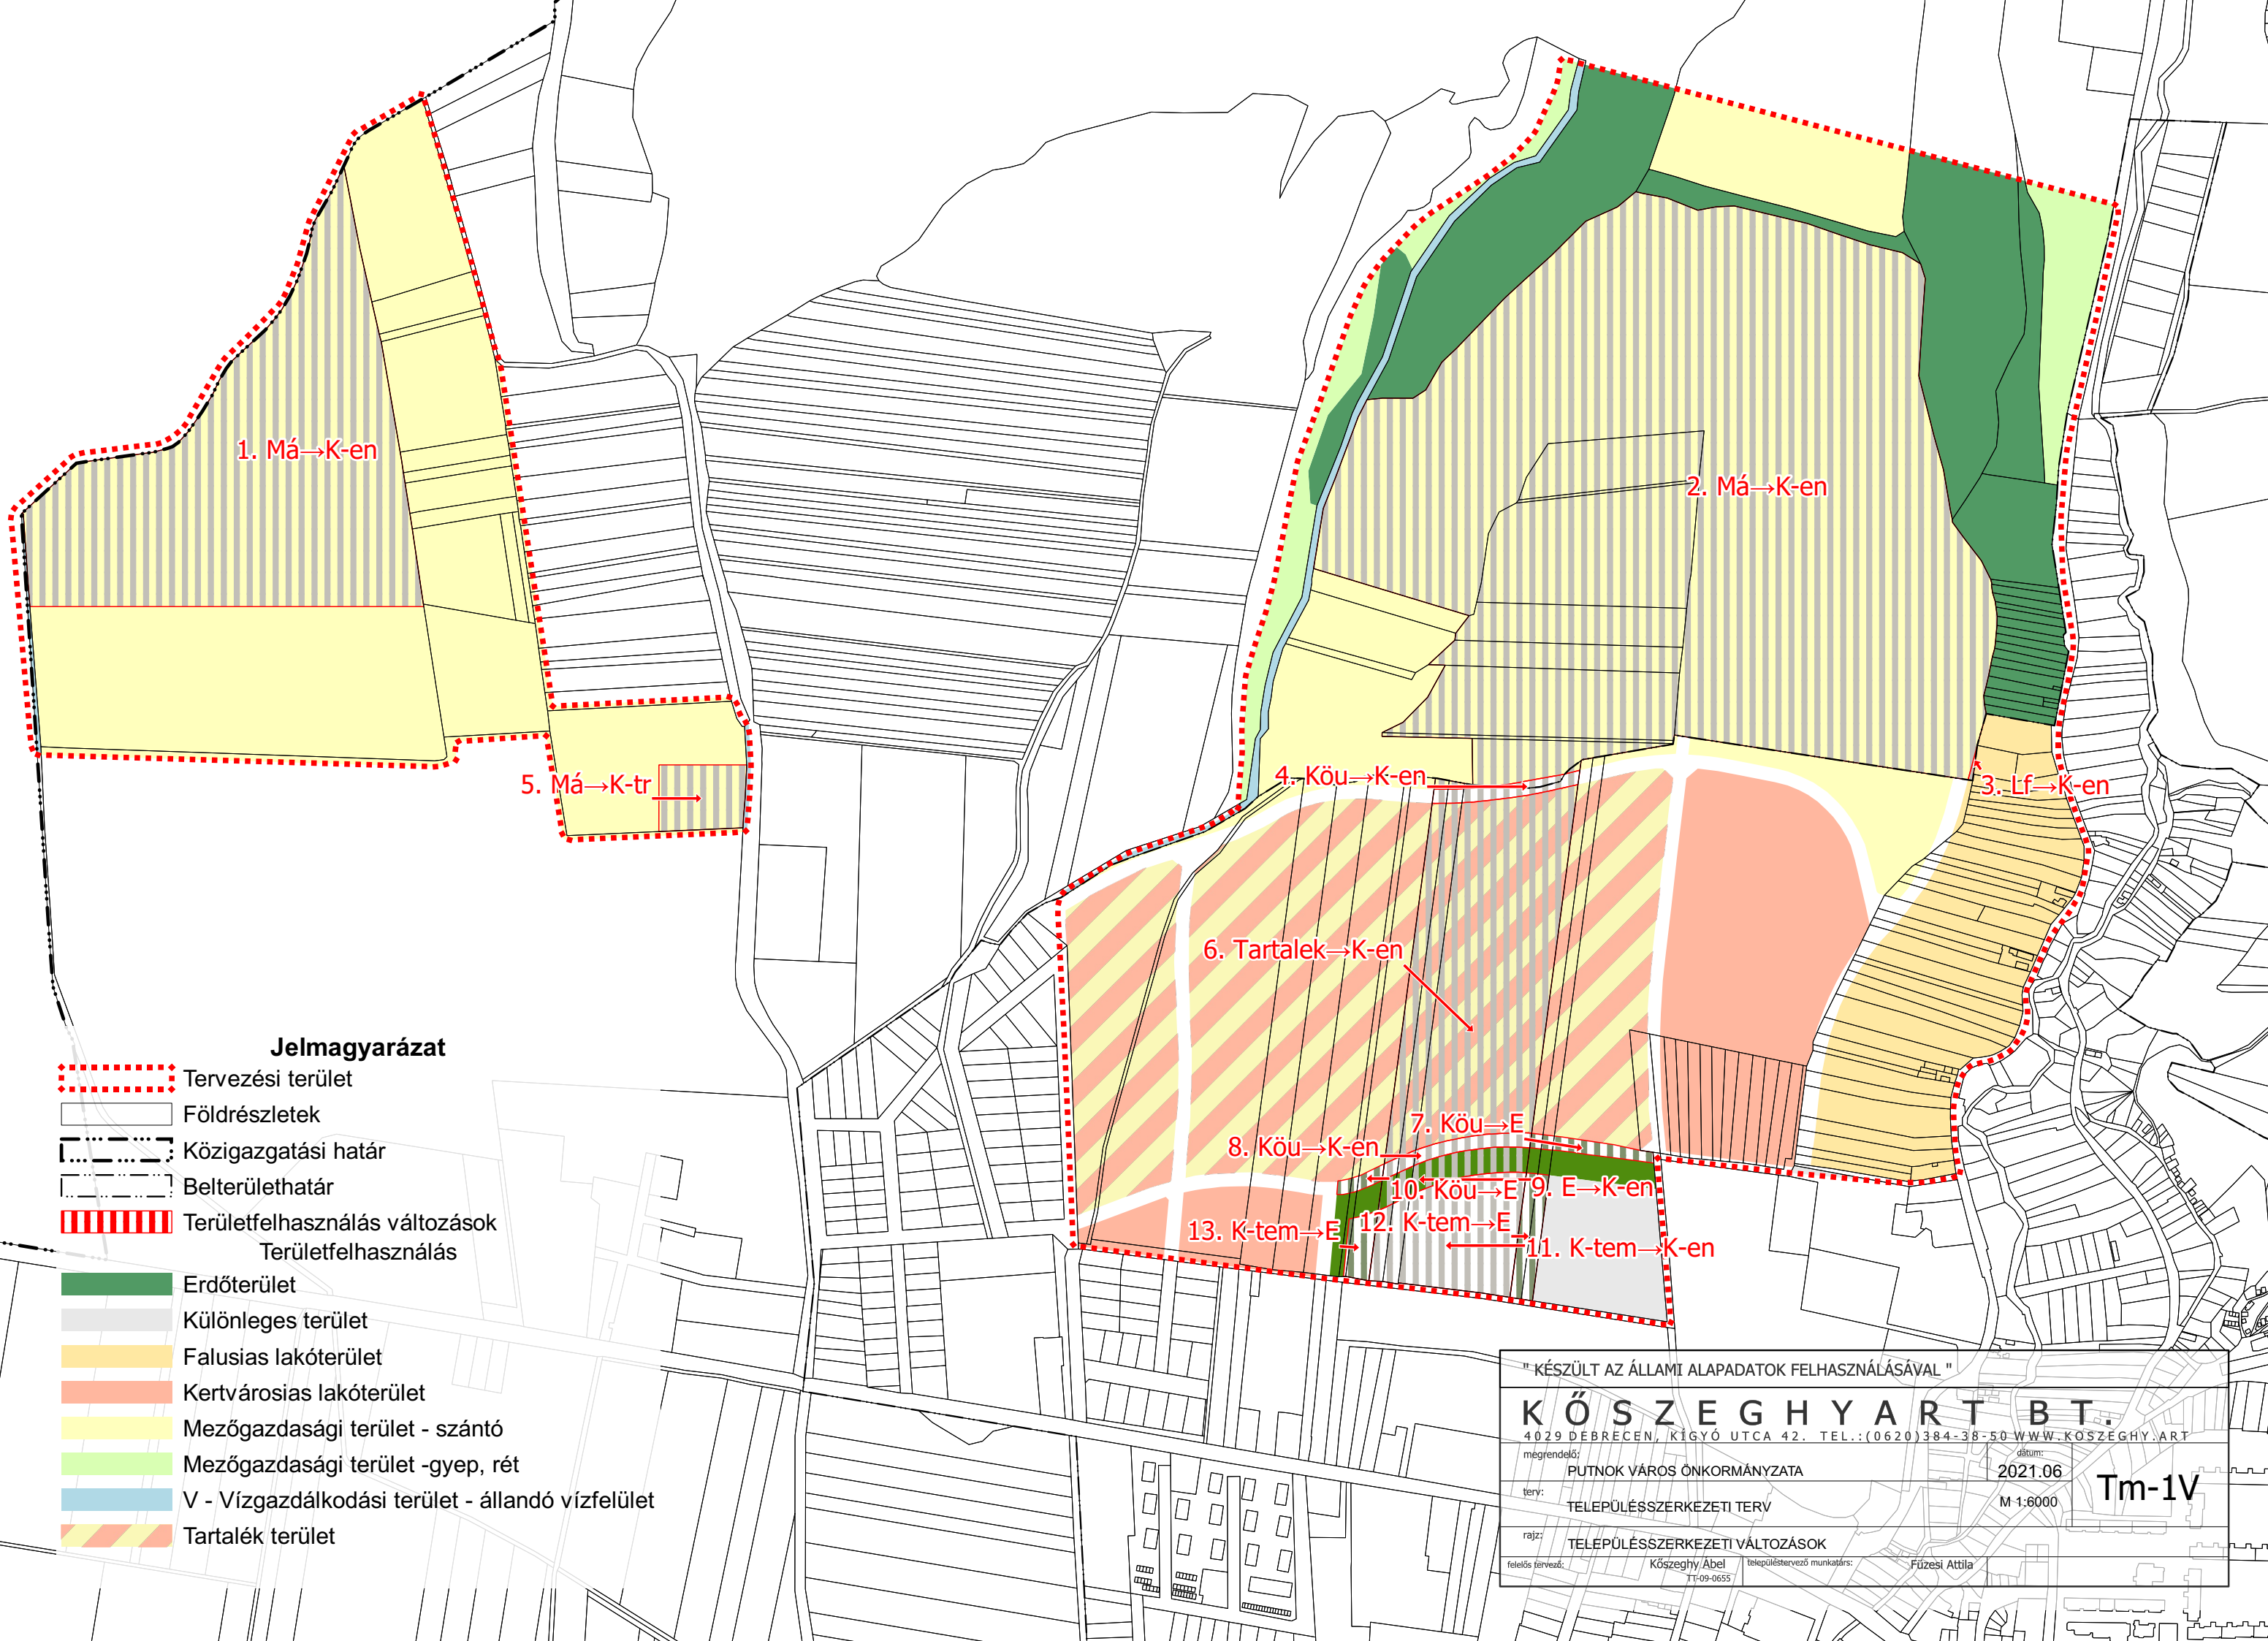 1. Má→K-en
2. Má→K-en
5. Má→K-tr
4. Köu→K-en
3. Lf→K-en
6. Tartalek→K-en
7. Köu→E
8. Köu→K-en
10. Köu→E
9. E→K-en
13. K-tem→E
12. K-tem→E
11. K-tem→K-en
Jelmagyarázat
Tervezési terület
Földrészletek
Közigazgatási határ
Belterülethatár
Területfelhasználás változások
Területfelhasználás
Erdőterület
Különleges terület
Falusias lakóterület
Kertvárosias lakóterület
Mezőgazdasági terület - szántó
Mezőgazdasági terület -gyep, rét
V - Vízgazdálkodási terület - állandó vízfelület
Tartalék terület
" KÉSZÜLT AZ ÁLLAMI ALAPADATOK FELHASZNÁLÁSÁVAL "
KŐSZEGHYART BT.
4029 DEBRECEN, KÍGYÓ UTCA 42. TEL.:(0620)384-38-50 WWW.KOSZEGHY.ART
megrendelő:
PUTNOK VÁROS ÖNKORMÁNYZATA
dátum:
2021.06
terv:
TELEPÜLÉSSZERKEZETI TERV
M 1:6000
Tm-1V
rajz:
TELEPÜLÉSSZERKEZETI VÁLTOZÁSOK
felelős tervező:
Kőszeghy Ábel
TT-09-0655
településtervező munkatárs:
Füzesi Attila